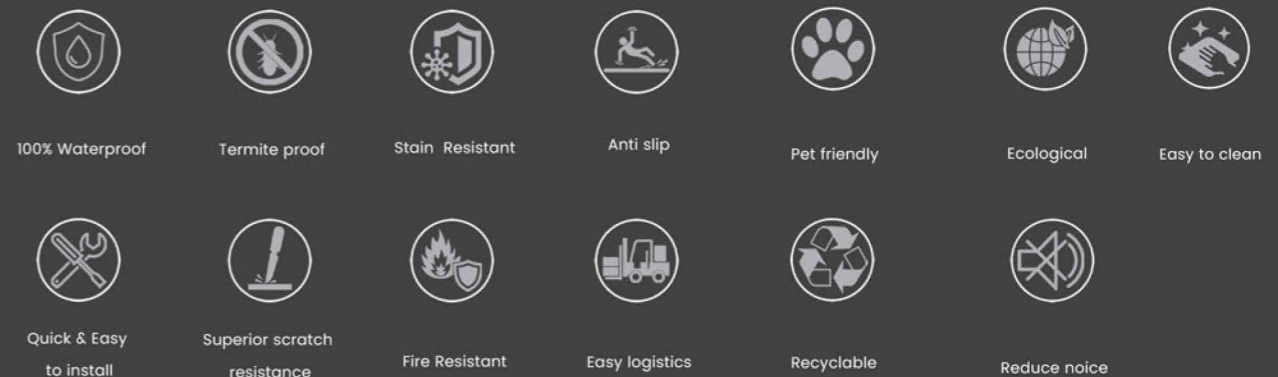 100% Waterproof
Termite proof
Stain Resistant
Anti slip
Pet friendly
Ecological
Easy to clean
Quick & Easy
to install
Superior scratch
resistance
Fire Resistant
Easy logistics
Recyclable
Reduce noice